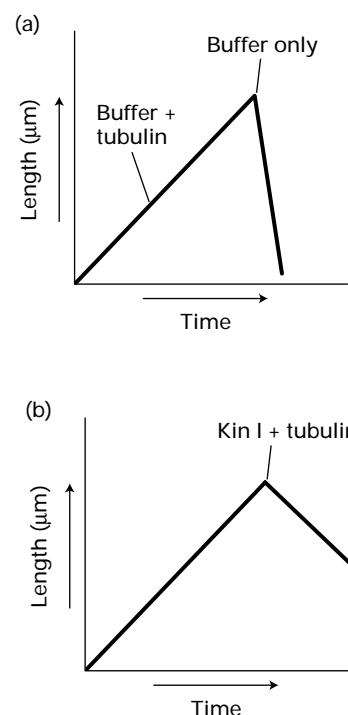 (a)
Buffer only
Buffer +
tubulin
Length (μm)
Time
(b)
Kin I + tubulin
Length (μm)
Time